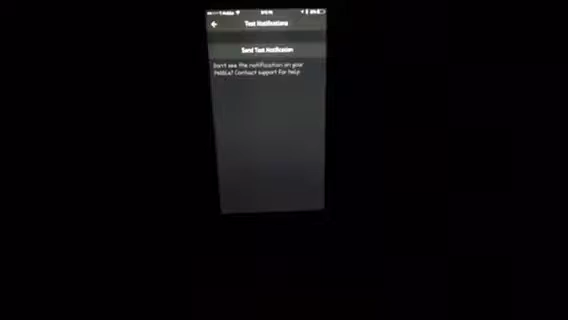 Test Notifications
Send Test Notification
Don't see the notification on your
Pebble? Contact support for help